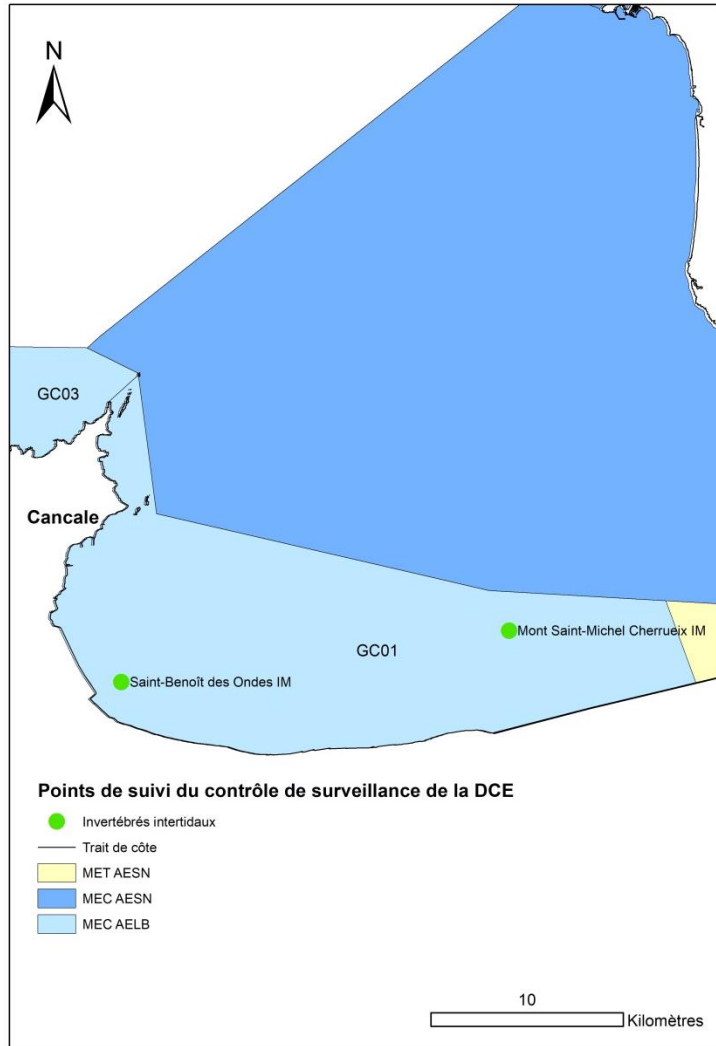 N
GC03
Cancale
Mont Saint-Michel Cherrueix IM
GC01
Saint-Benoît des Ondes IM
Points de suivi du contrôle de surveillance de la DCE
Invertébrés intertidaux
Trait de côte
MET AESN
MEC AESN
MEC AELB
10
Kilomètres